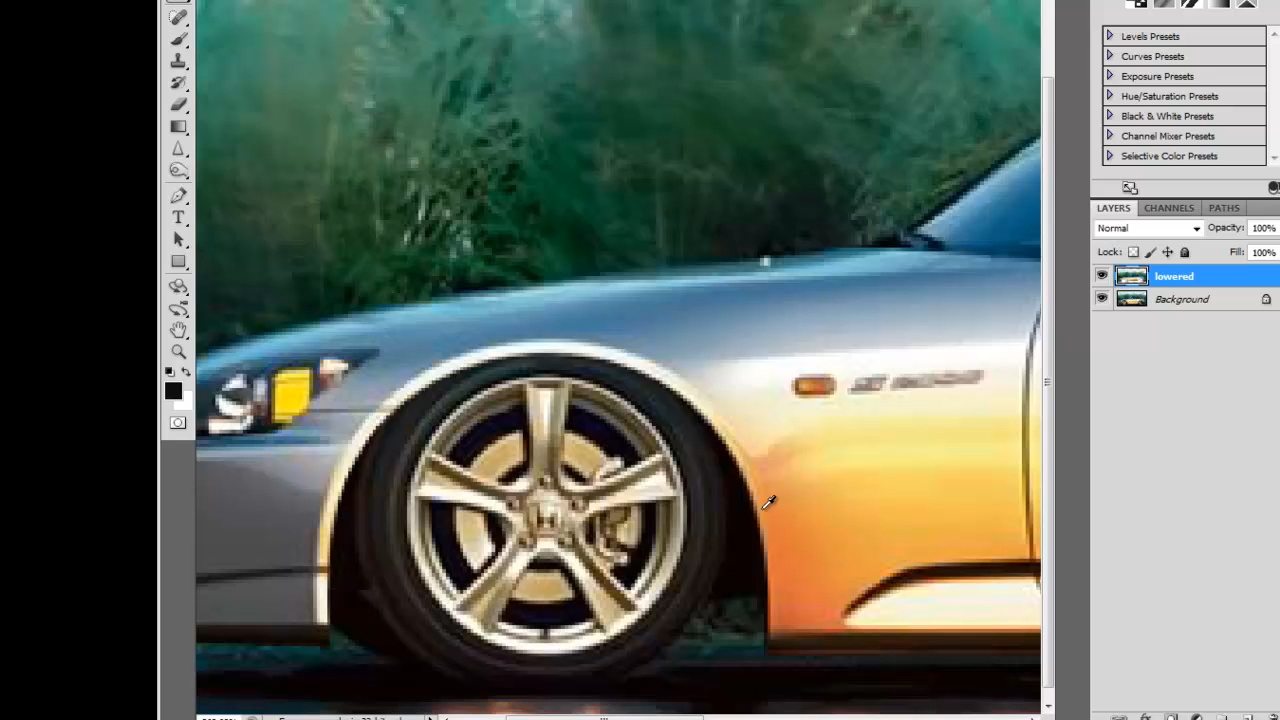 Levels Presets
Curves Presets
Exposure Presets
Hue/Saturation Presets
Black & White Presets
Channel Mixer Presets
Selective Color Presets
LAYERS CHANNELS PATHS
Normal Opacity: 100%
Lock: Fill: 100%
lowered
Background
T
H